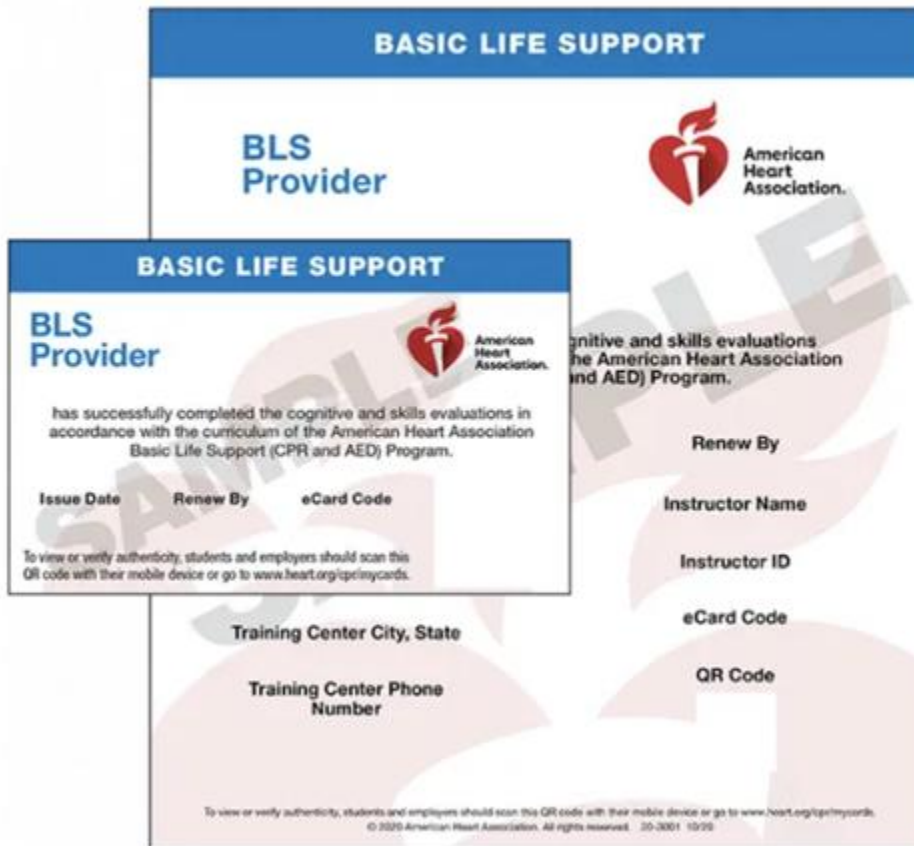 BASIC LIFE SUPPORT
BLS
Provider
American
Heart
Association.
BASIC LIFE SUPPORT
BLS
Provider
American
Heart
Association.
has successfully completed the cognitive and skills evaluations in
accordance with the curriculum of the American Heart Association
Basic Life Support (CPR and AED) Program.
Issue Date Renew By eCard Code
To view or verify authenticity, students and employers should scan this
QR code with their mobile device or go to www.heart.org/cpr/mycards.
SAMPLE
gnitive and skills evaluations
he American Heart Association
nd AED) Program.
Renew By
Instructor Name
Instructor ID
eCard Code
QR Code
Training Center City, State
Training Center Phone
Number
To view or verify authenticity, students and employers should scan this QR code with their mobile device or go to www.heart.org/cpr/mycards.
© 2020 American Heart Association. All rights reserved. 20-3001 10/20